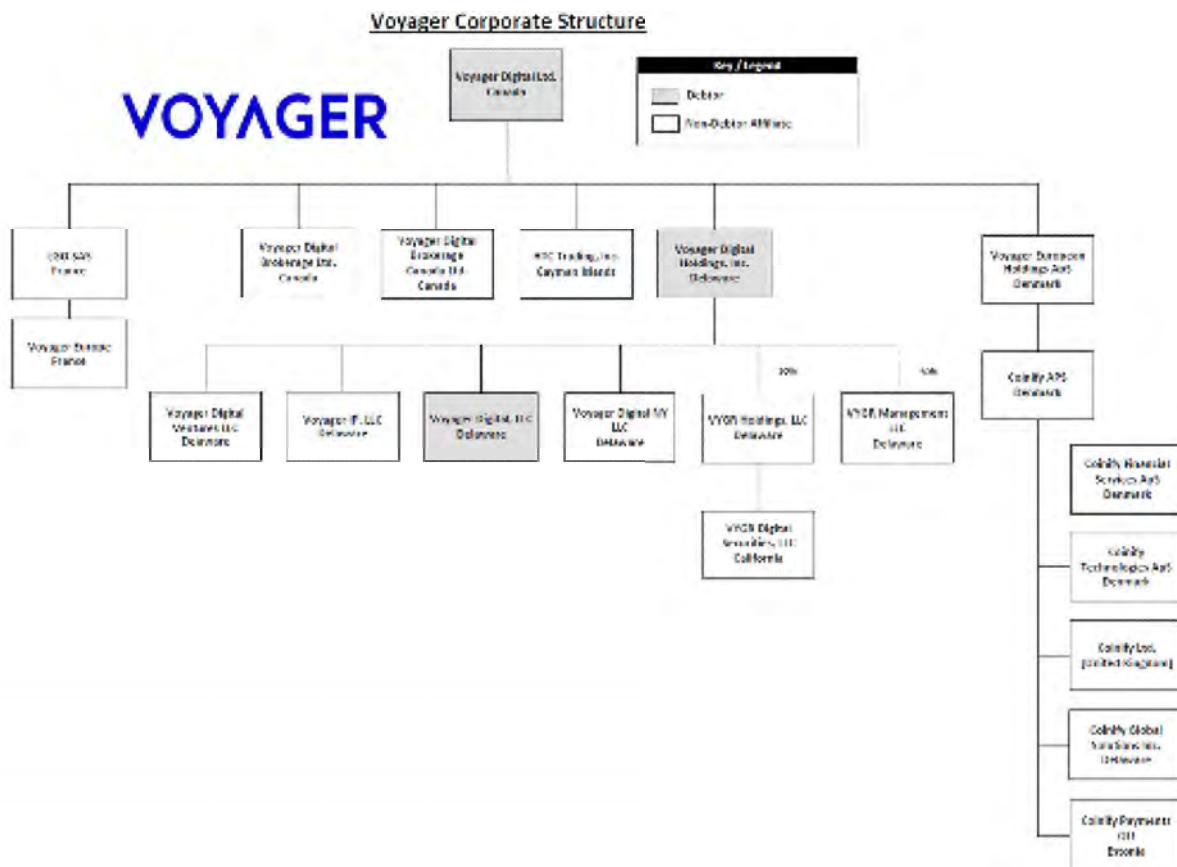 Voyager Corporate Structure
VOYAGER
Voyager Digital Ltd.
Canada
Key / Legend
Debtor
Non-Debtor Affiliate
SAS
France
Voyager Europe
France
Voyager Digital
Brokerage Ltd.
Canada
Voyager Digital
Brokerage
Canada Ltd.
Canada
HTC Trading, Inc.
Cayman Islands
Voyager Digital
Holdings, Inc.
Delaware
Voyager European
Holdings ApS
Denmark
Coinify APS
Denmark
Voyager Digital
Ventures LLC
Delaware
Voyager IP, LLC
Delaware
Voyager Digital, LLC
Delaware
Voyager Digital NY
LLC
Delaware
VYGR Holdings, LLC
Delaware
VYGR Management
LLC
Delaware
VYGR Digital
Securities, LLC
California
Coinify Financial
Services ApS
Denmark
Coinify
Technologies ApS
Denmark
Coinify Ltd.
(United Kingdom)
Coinify Global
Solutions Inc.
Delaware
Coinify Payments
Estonia